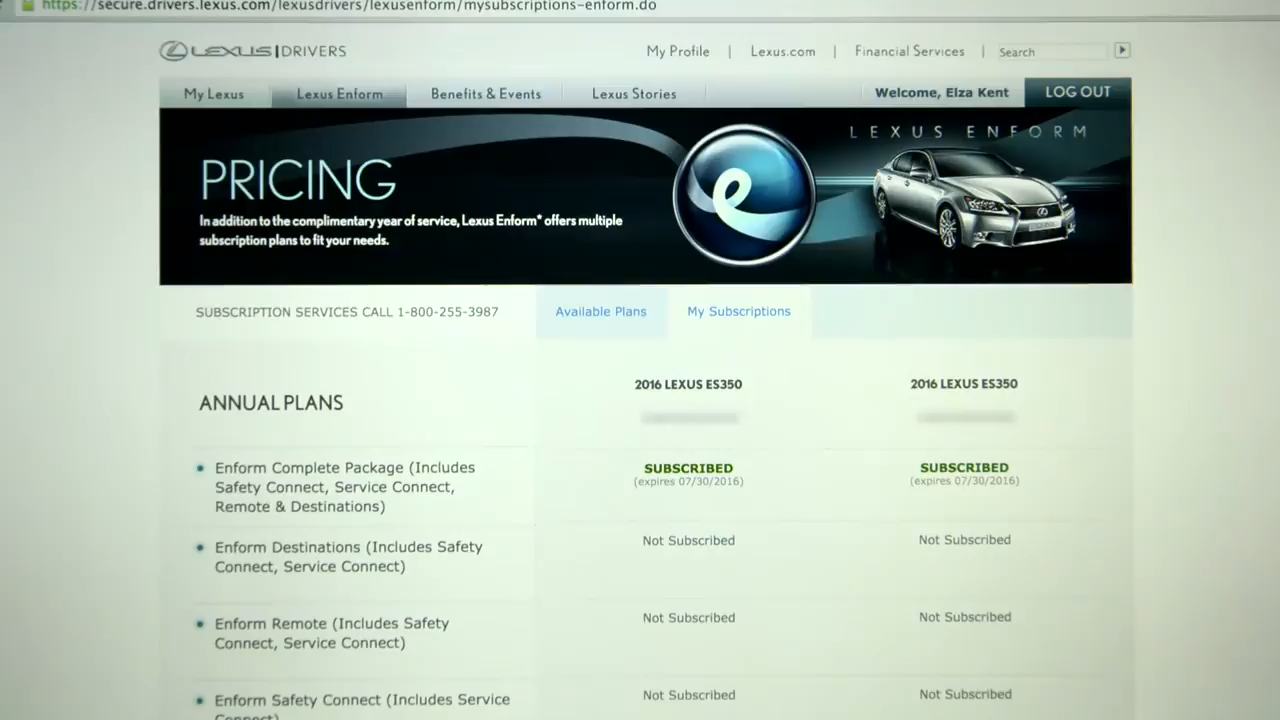 https://secure.drivers.lexus.com/lexusdrivers/lexusenform/mysubscriptions-enform.do
LEXUS | DRIVERS
My Profile | Lexus.com | Financial Services | Search
My Lexus Lexus Enform Benefits & Events Lexus Stories Welcome, Elza Kent LOG OUT
LEXUS ENFORM
PRICING
In addition to the complimentary year of service, Lexus Enform* offers multiple
subscription plans to fit your needs.
e
SUBSCRIPTION SERVICES CALL 1-800-255-3987 Available Plans My Subscriptions
ANNUAL PLANS 2016 LEXUS ES350 2016 LEXUS ES350
Enform Complete Package (Includes
Safety Connect, Service Connect,
Remote & Destinations)
SUBSCRIBED SUBSCRIBED
(expires 07/30/2016) (expires 07/30/2016)
Enform Destinations (Includes Safety
Connect, Service Connect)
Not Subscribed Not Subscribed
Enform Remote (Includes Safety
Connect, Service Connect)
Not Subscribed Not Subscribed
Enform Safety Connect (Includes Service
Connect)
Not Subscribed Not Subscribed